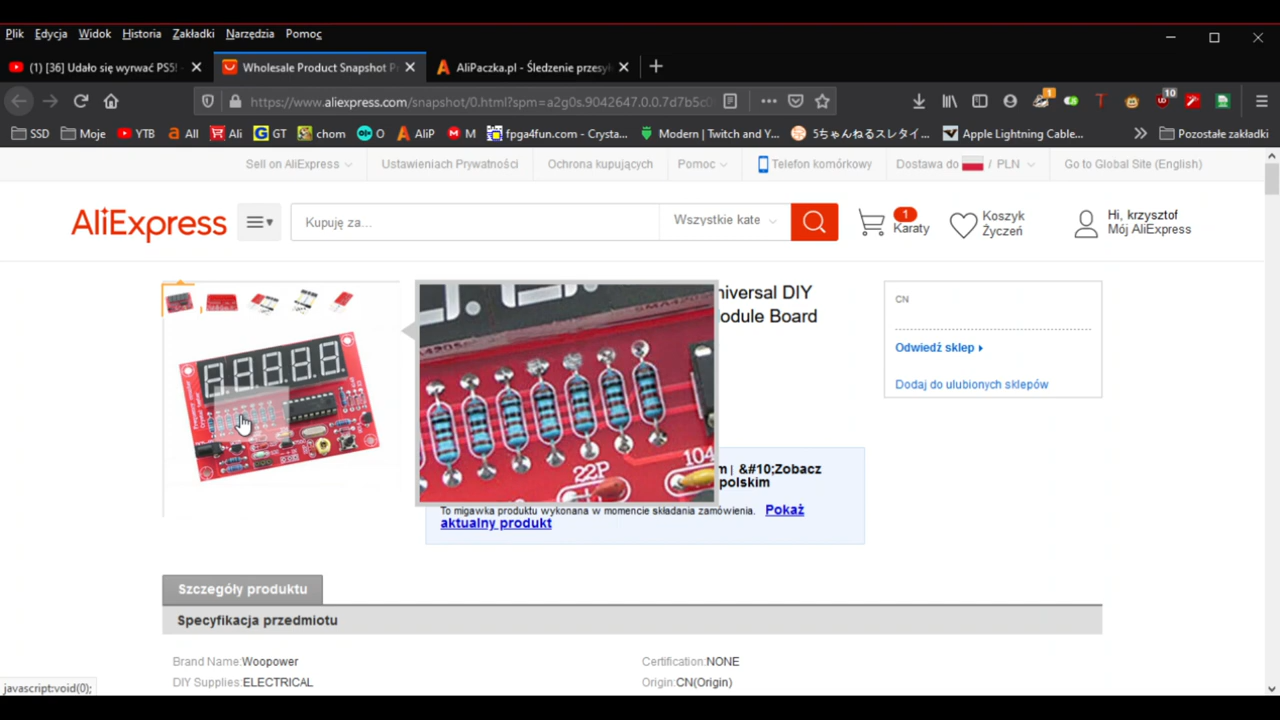 Plik Edycja Widok Historia Zakładki Narzędzia Pomoc
(1) [36] Udało się wyrwać PS5! - Wholesale Product Snapshot P AliPaczka.pl - Śledzenie przesył
https://www.aliexpress.com/snapshot/0.html?spm=a2g0s.9042647.0.0.7d7b5c0 1 10
SSD Moje YTB All Ali GT chom O AliP M fpga4fun.com - Crysta... Modern | Twitch and Y... 5ちゃんねるスレタイ... Apple Lightning Cable... Pozostałe zakładki
Sell on AliExpress Ustawieniach Prywatności Ochrona kupujących Pomoc Telefon komórkowy Dostawa do / PLN Go to Global Site (English)
AliExpress Kupuję za... Wszystkie kate 1 Karaty Koszyk Życzeń Hi, krzysztof Mój AliExpress
niversal DIY
odule Board
CN
Odwiedź sklep
Dodaj do ulubionych sklepów
22P 104
m| &#10;Zobacz
polskim
To migawka produktu wykonana w momencie składania zamówienia. Pokaż
aktualny produkt
Szczegóły produktu
Specyfikacja przedmiotu
Brand Name:Woopower Certification:NONE
DIY Supplies:ELECTRICAL Origin:CN(Origin)
javascript:void(0);